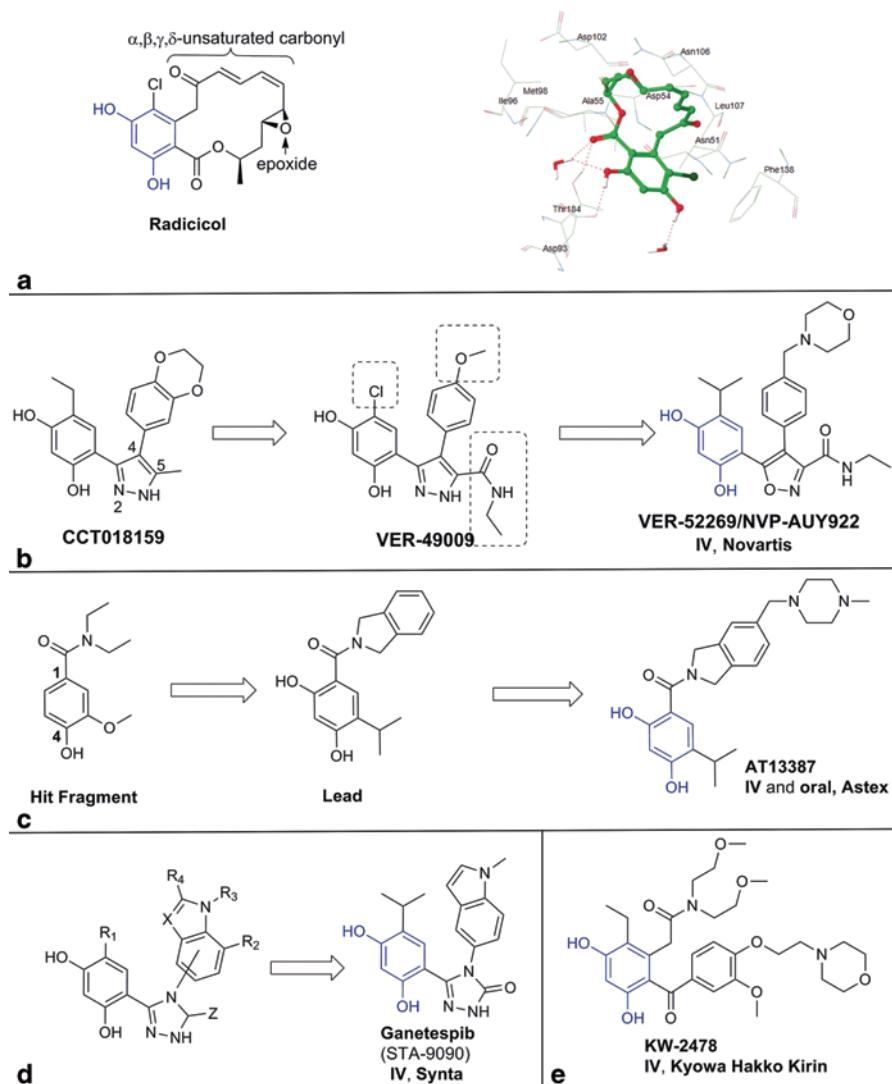 α,β,γ,δ-unsaturated carbonyl
O
Cl
HO
OH
O
O
O
epoxide
Radicicol
Asp102
Asn106
Met98
Ile96
Ala55
Asp54
Leu107
Asn51
Phe138
Thr184
Asp93
a
O
O
HO
4
5
OH
N
2
NH
CCT018159
O
Cl
HO
O
OH
N
NH
NH
VER-49009
O
N
HO
O
N
H
OH
O
N
VER-52269/NVP-AUY922
IV, Novartis
b
O
N
1
O
4
OH
Hit Fragment
O
N
HO
OH
Lead
N
N
O
N
HO
OH
AT13387
IV and oral, Astex
c
R4
N
R3
X
R1
R2
HO
N
Z
OH
N
NH
d
N
HO
N
O
OH
N
NH
Ganetespib
(STA-9090)
IV, Synta
O
O
N
O
HO
O
N
O
OH
O
O
KW-2478
IV, Kyowa Hakko Kirin
e